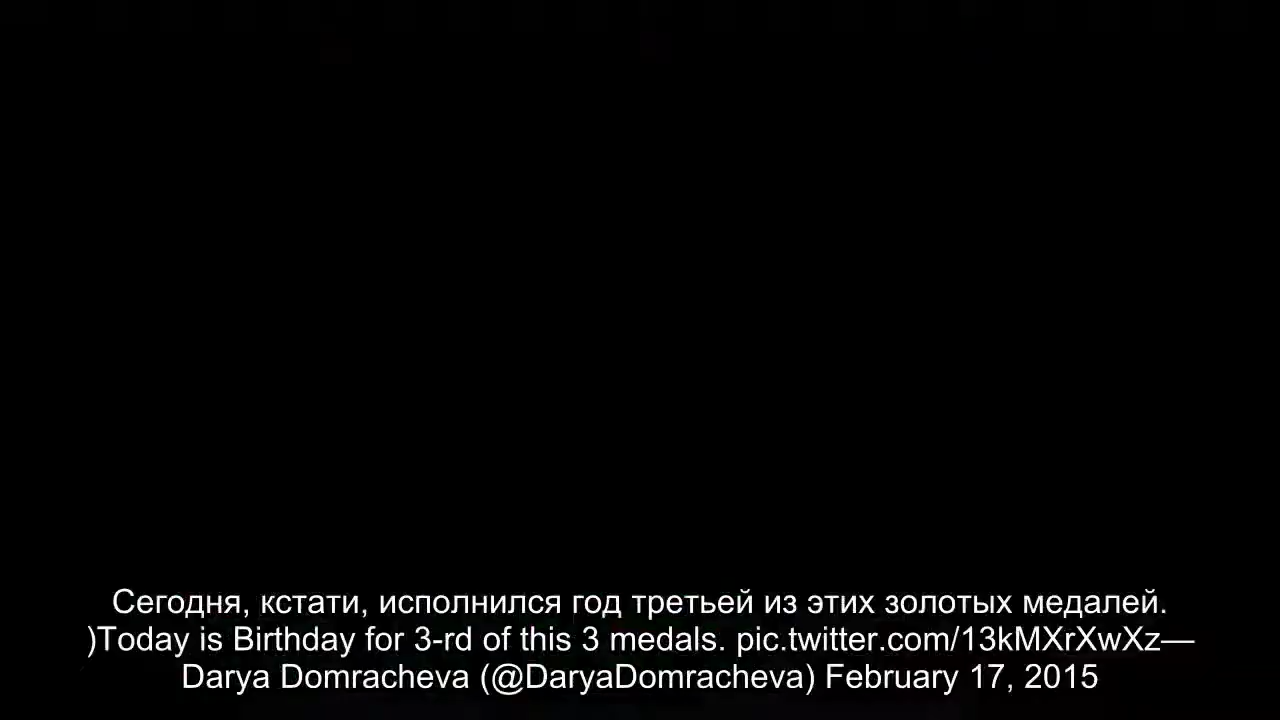 Сегодня, кстати, исполнился год третьей из этих золотых медалей.
)Today is Birthday for 3-rd of this 3 medals. pic.twitter.com/13kMXrXwXz—
Darya Domracheva (@DaryaDomracheva) February 17, 2015